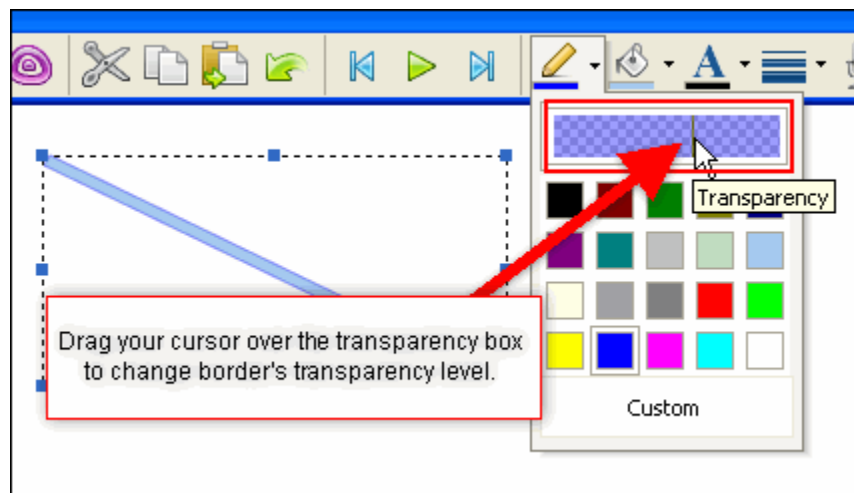 A
Transparency
Drag your cursor over the transparency box
to change border's transparency level.
Custom